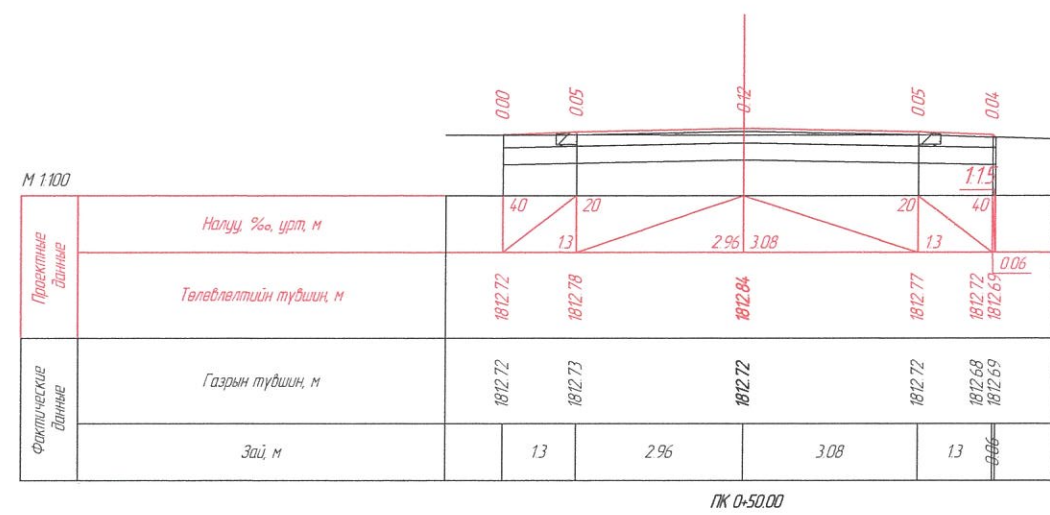 0.00 0.05 0.12 0.05 0.04
М 1:100
1:1.5
Проектные данные
Налуу, ‰, урт, м
40 20 20 40
1.3 2.96 3.08 1.3
0.06
Төлөвлөлтийн түвшин, м
1812.72 1812.78 1812.84 1812.77 1812.72 1812.69
Фактические данные
Газрын түвшин, м
1812.72 1812.73 1812.72 1812.72 1812.68 1812.69
Зай, м
1.3 2.96 3.08 1.3 0.06
ПК 0+50.00